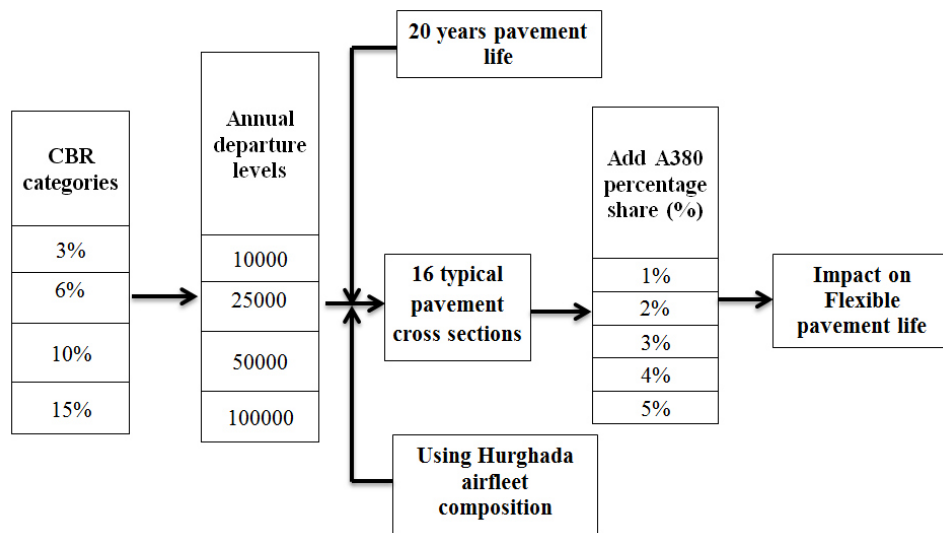 CBR
categories
3%
6%
10%
15%
Annual
departure
levels
10000
25000
50000
100000
20 years pavement
life
16 typical
pavement
cross sections
Using Hurghada
airfleet
composition
Add A380
percentage
share (%)
1%
2%
3%
4%
5%
Impact on
Flexible
pavement life